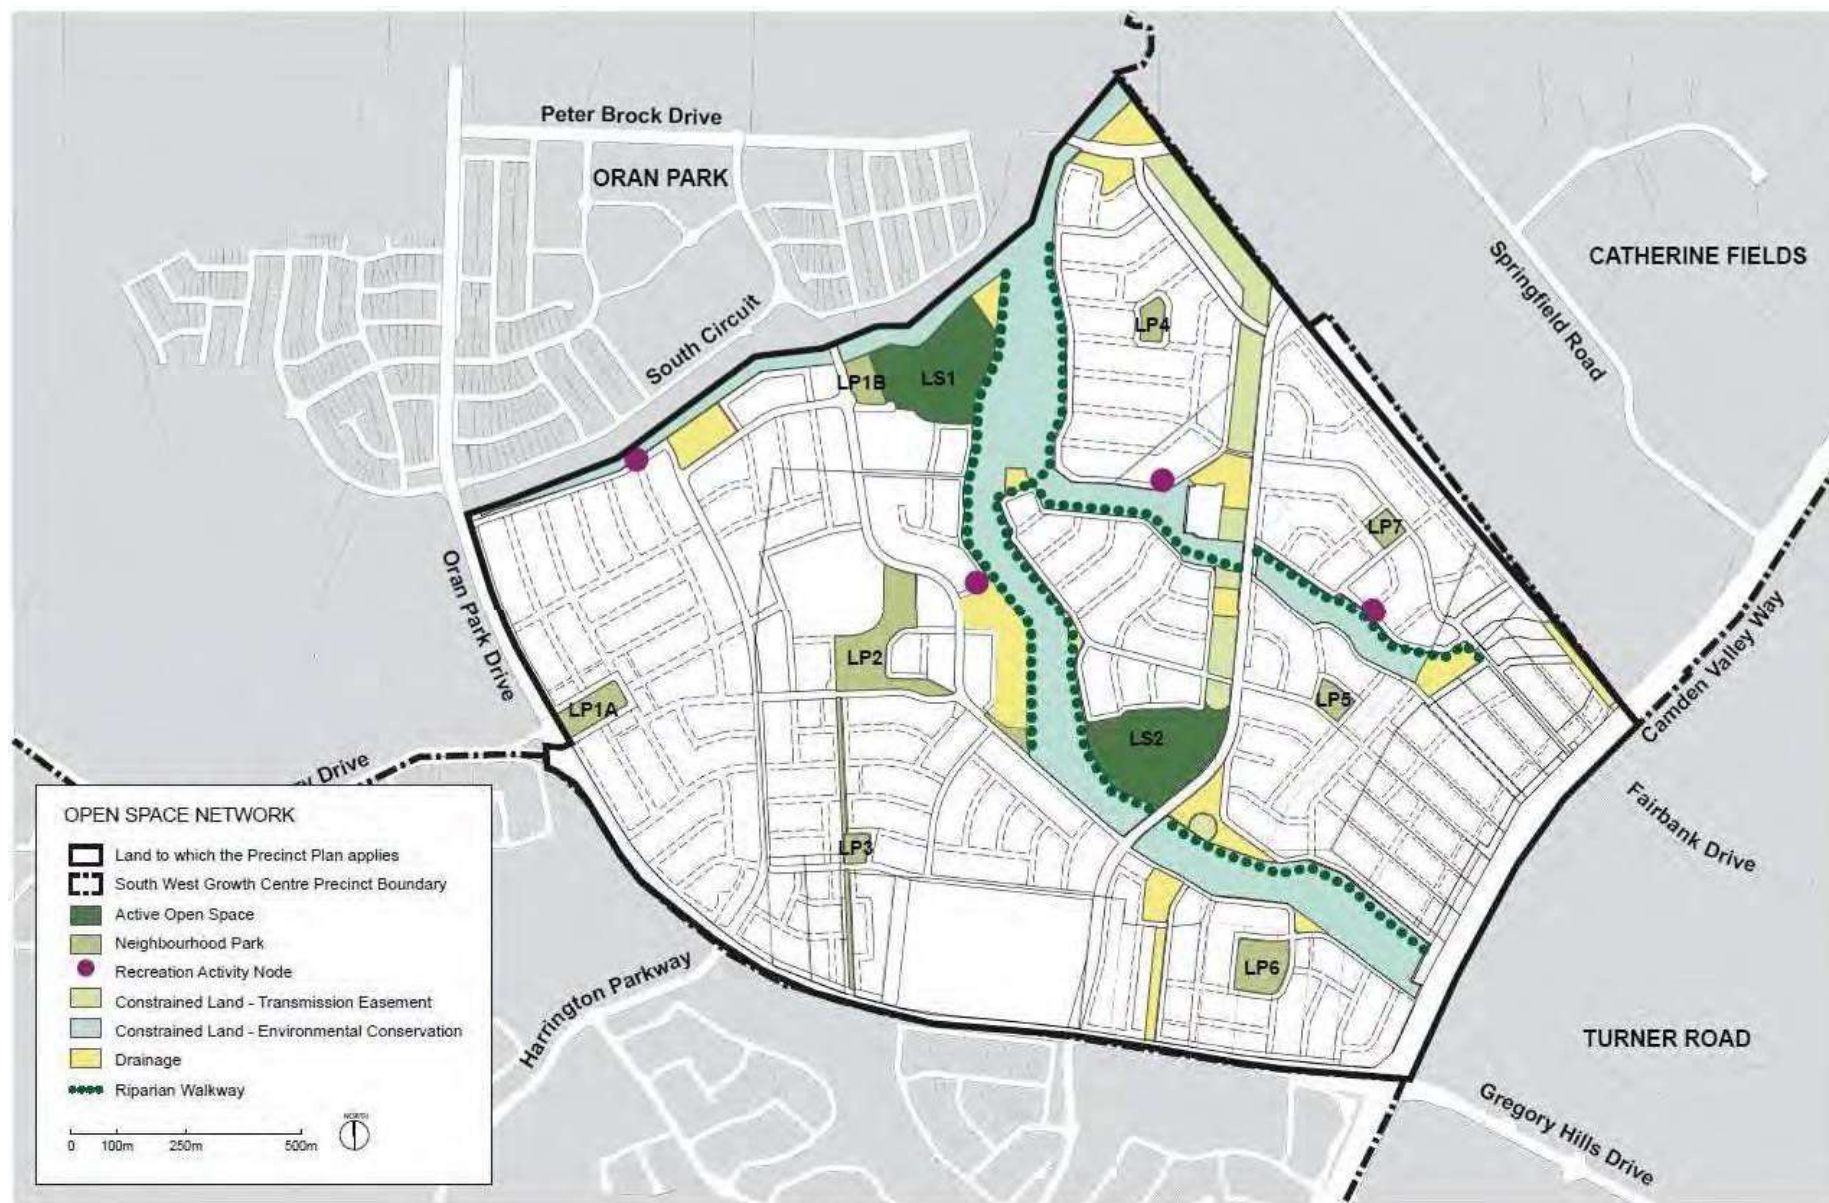 Peter Brock Drive
ORAN PARK
CATHERINE FIELDS
Springfield Road
South Circuit
LP4
LP1B
LS1
LP7
Oran Park Drive
LP2
LP1A
LP5
LS2
Camden Valley Way
Fairbank Drive
Drive
LP3
LP6
Harrington Parkway
TURNER ROAD
Gregory Hills Drive
OPEN SPACE NETWORK
Land to which the Precinct Plan applies
South West Growth Centre Precinct Boundary
Active Open Space
Neighbourhood Park
Recreation Activity Node
Constrained Land - Transmission Easement
Constrained Land - Environmental Conservation
Drainage
Riparian Walkway
NORTH
0 100m 250m 500m